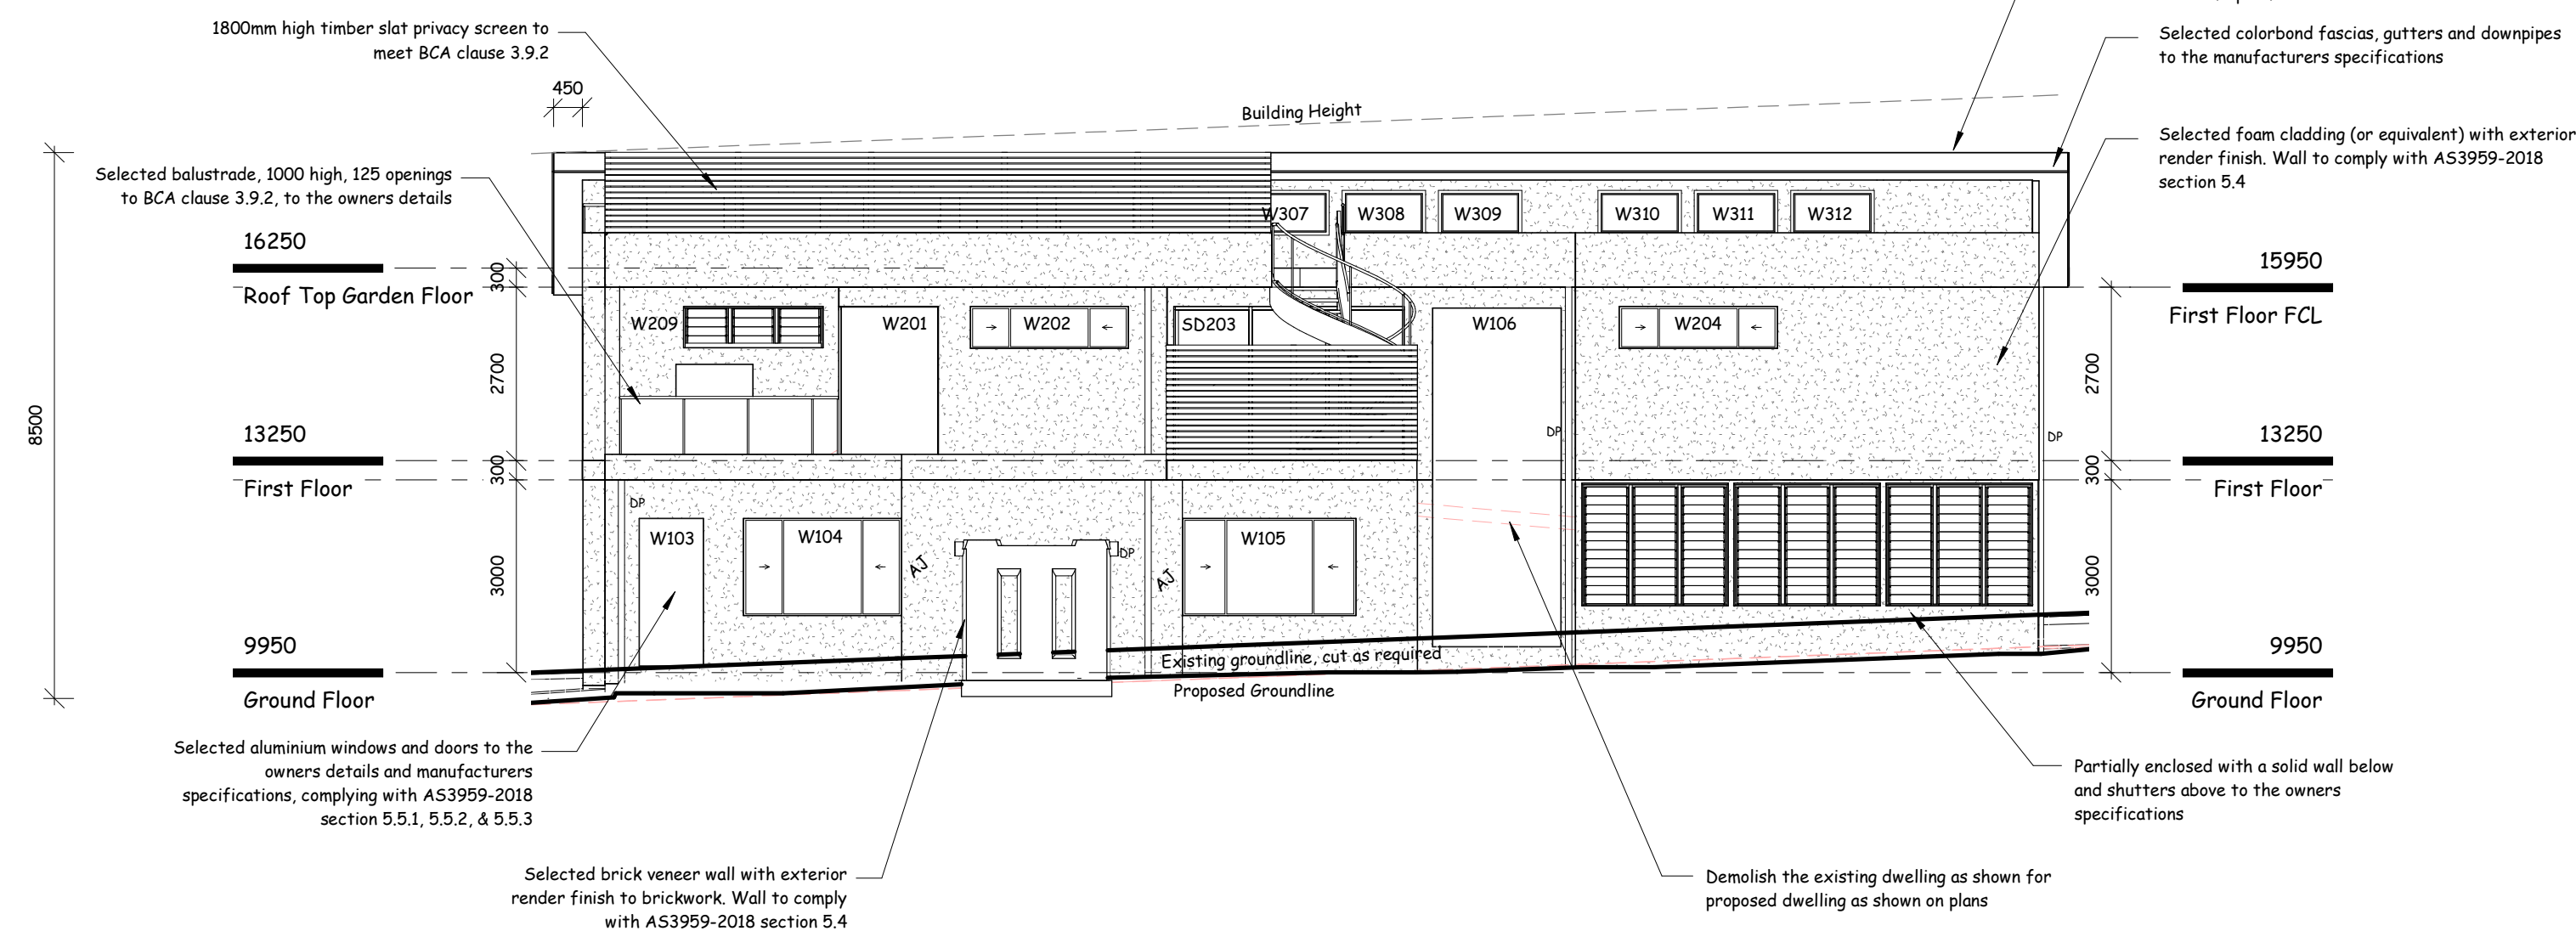 1800mm high timber slat privacy screen to
meet BCA clause 3.9.2
450
Building Height
Selected colorbond fascias, gutters and downpipes
to the manufacturers specifications
Selected foam cladding (or equivalent) with exterior
render finish. Wall to comply with AS3959-2018
section 5.4
Selected balustrade, 1000 high, 125 openings
to BCA clause 3.9.2, to the owners details
W307
W308
W309
W310
W311
W312
16250
Roof Top Garden Floor
300
15950
First Floor FCL
W209
W201
W202
SD203
W106
W204
2700
2700
8500
13250
First Floor
300
DP
DP
13250
First Floor
300
DP
W103
W104
AJ
DP
AJ
W105
3000
3000
9950
Ground Floor
Existing groundline, cut as required
Proposed Groundline
9950
Ground Floor
Selected aluminium windows and doors to the
owners details and manufacturers
specifications, complying with AS3959-2018
section 5.5.1, 5.5.2, & 5.5.3
Partially enclosed with a solid wall below
and shutters above to the owners
specifications
Selected brick veneer wall with exterior
render finish to brickwork. Wall to comply
with AS3959-2018 section 5.4
Demolish the existing dwelling as shown for
proposed dwelling as shown on plans